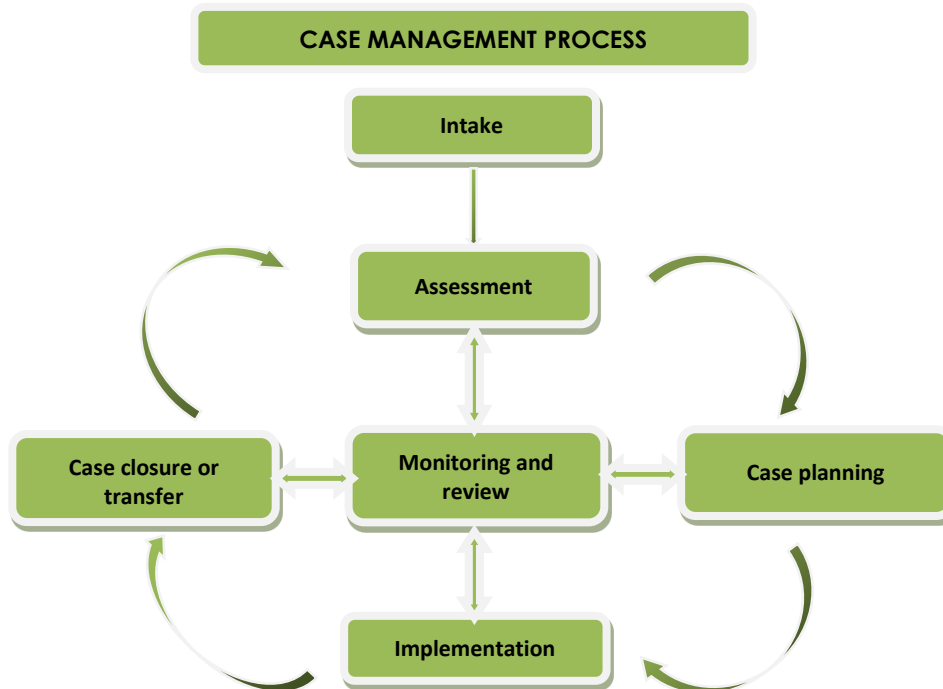 CASE MANAGEMENT PROCESS
Intake
Assessment
Case closure or
transfer
Monitoring and
review
Case planning
Implementation